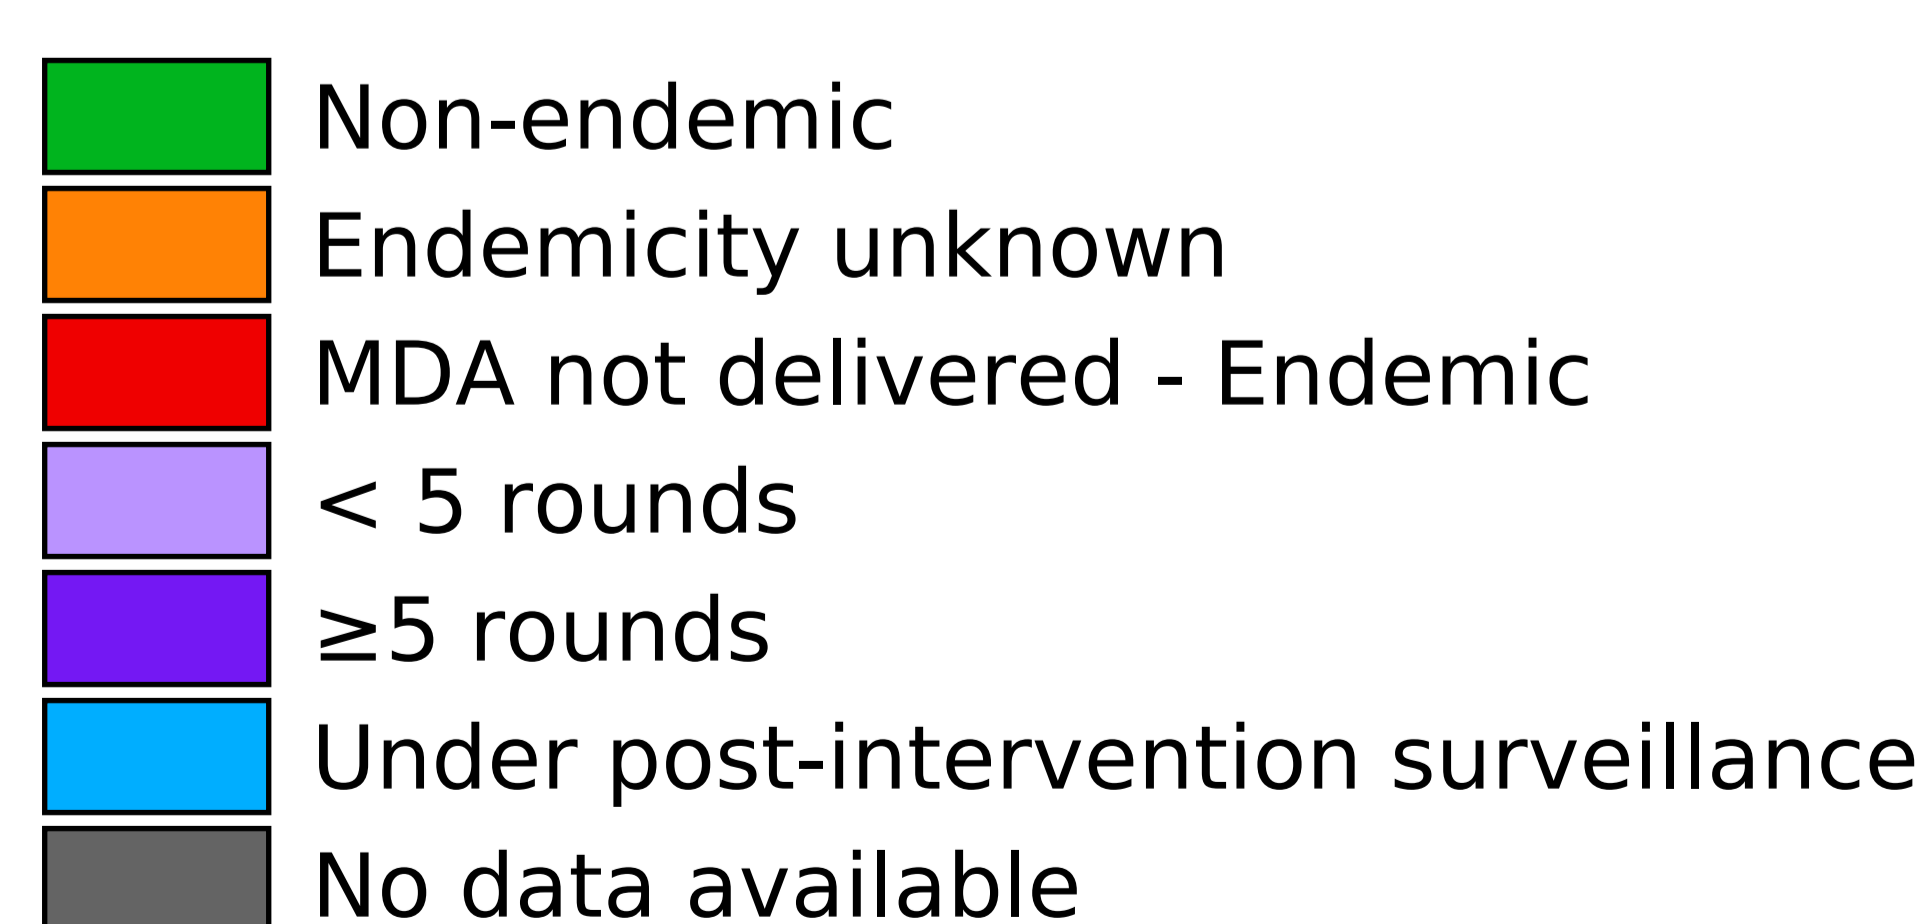 Non-endemic
Endemicity unknown
MDA not delivered - Endemic
< 5 rounds
≥5 rounds
Under post-intervention surveillance
No data available